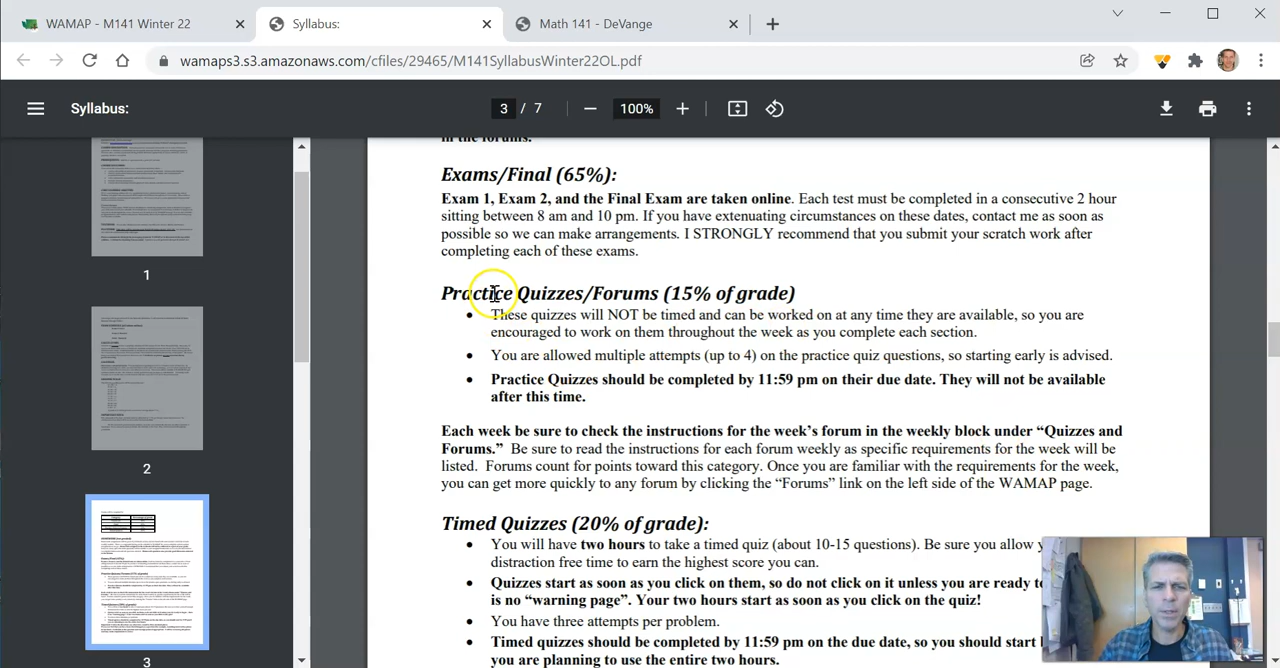 WAMAP - M141 Winter 22
Syllabus:
Math 141 - DeVange
wamaps3.s3.amazonaws.com/cfiles/29465/M141SyllabusWinter22OL.pdf
Syllabus:
3 / 7
100%
in the forums.
Exams/Final (65%):
Exam 1, Exam 2, and the Final Exam are taken online. Each test must be completed in a consecutive 2 hour
sitting between 8 am and 10 pm. If you have extenuating circumstances on these dates, contact me as soon as
possible so we can make arrangements. I STRONGLY recommend that you submit your scratch work after
completing each of these exams.
Practice Quizzes/Forums (15% of grade)
• These quizzes will NOT be timed and can be worked on at any time they are available, so you are
encouraged to work on them throughout the week as you complete each section.
• You are allowed multiple attempts (up to 4) on the practice quiz questions, so starting early is advised.
• Practice Quizzes should be completed by 11:59 pm on their due date. They will not be available
after this time.
Each week be sure to check the instructions for the week's forum in the weekly block under “Quizzes and
Forums.” Be sure to read the instructions for each forum weekly as specific requirements for the week will be
listed. Forums count for points toward this category. Once you are familiar with the requirements for the week,
you can get more quickly to any forum by clicking the “Forums” link on the left side of the WAMAP page.
Timed Quizzes (20% of grade):
• You will have two hours to take a timed quiz (about 10-15 questions). Be sure you allow
distraction free time to earn the highest score you can.
• Quizzes start as soon as you click on them, so don't click on it unless you are ready to
is no “warning page”. Your two hours start as soon as you click on the quiz!
• You have three attempts per problem.
• Timed quizzes should be completed by 11:59 pm on the due date, so you should start
you are planning to use the entire two hours.
1
2
3